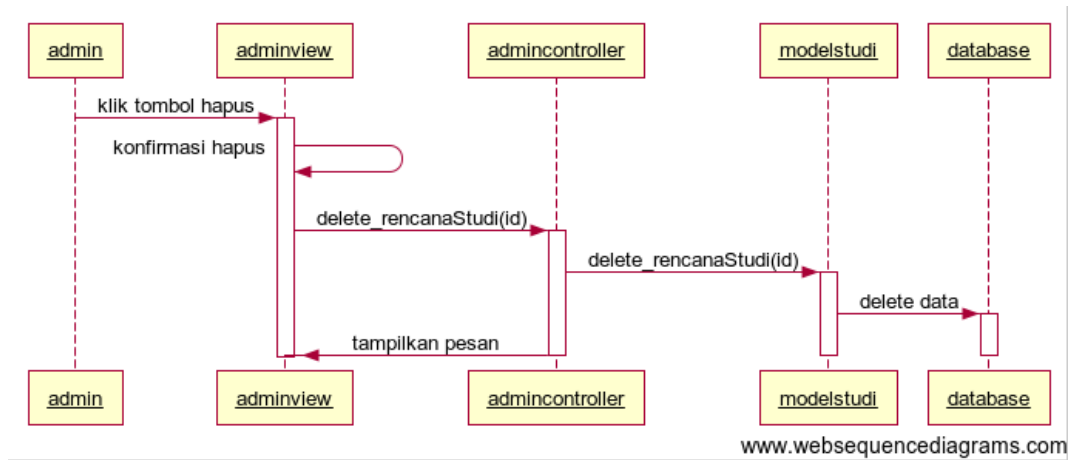 admin
adminview
admincontroller
modelstudi
database
klik tombol hapus
konfirmasi hapus
delete_rencanaStudi(id)
delete_rencanaStudi(id)
delete data
tampilkan pesan
admin
adminview
admincontroller
modelstudi
database
www.websequencediagrams.com